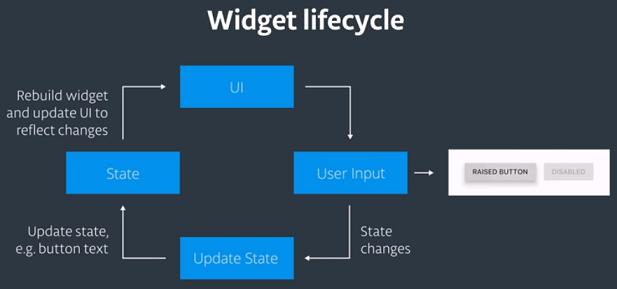 Widget lifecycle
UI
Rebuild widget
and update UI to
reflect changes
State
User Input
RAISED BUTTON
DISABLED
Update state,
e.g. button text
State
changes
Update State